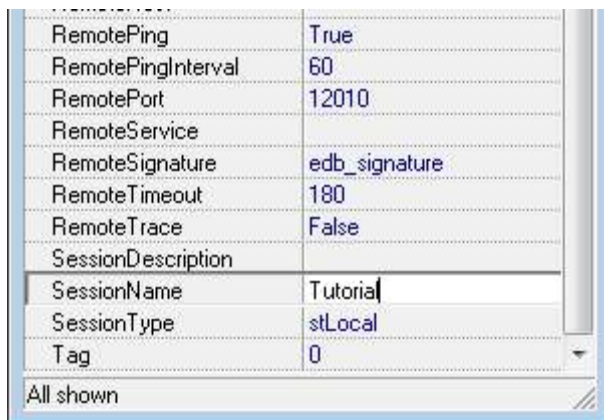 RemotePing True
RemotePingInterval 60
RemotePort 12010
RemoteService
RemoteSignature edb_signature
RemoteTimeout 180
RemoteTrace False
SessionDescription
SessionName Tutorial
SessionType stLocal
Tag 0
All shown